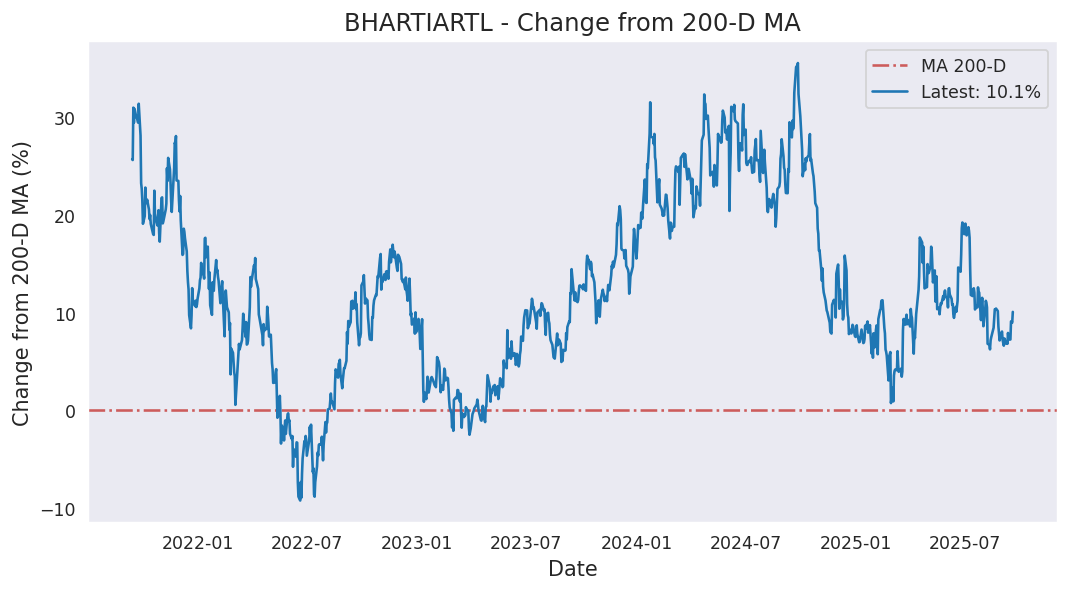 BHARTIARTL - Change from 200-D MA
MA 200-D
Latest: 10.1%
Change from 200-D MA (%)
30
20
10
0
−10
2022-01 2022-07 2023-01 2023-07 2024-01 2024-07 2025-01 2025-07
Date